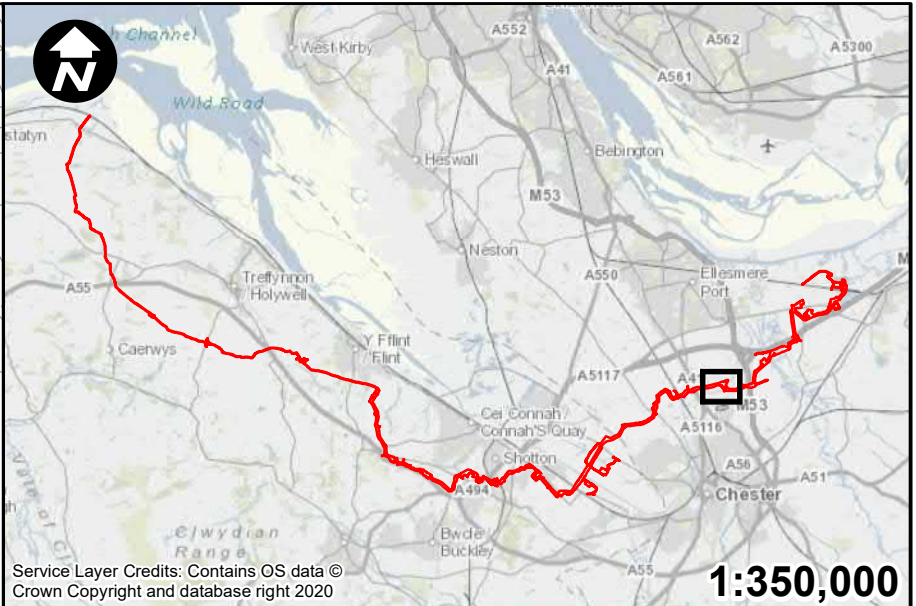 N
Channel
West Kirby
A552
A562
A5300
A41
A561
Wild Road
statyn
Heswall
Bebington
M53
Neston
A550
Ellesmere
Port
M
A55
Treffynnon
Holywell
Caerwys
Y Fflint
Flint
A5117
A41
M53
Cei Connah
Connah'S Quay
A5116
Shotton
A56
A51
A494
Chester
Clwydian
Range
Bwcle
Buckley
A55
Service Layer Credits: Contains OS data ©
Crown Copyright and database right 2020
1:350,000